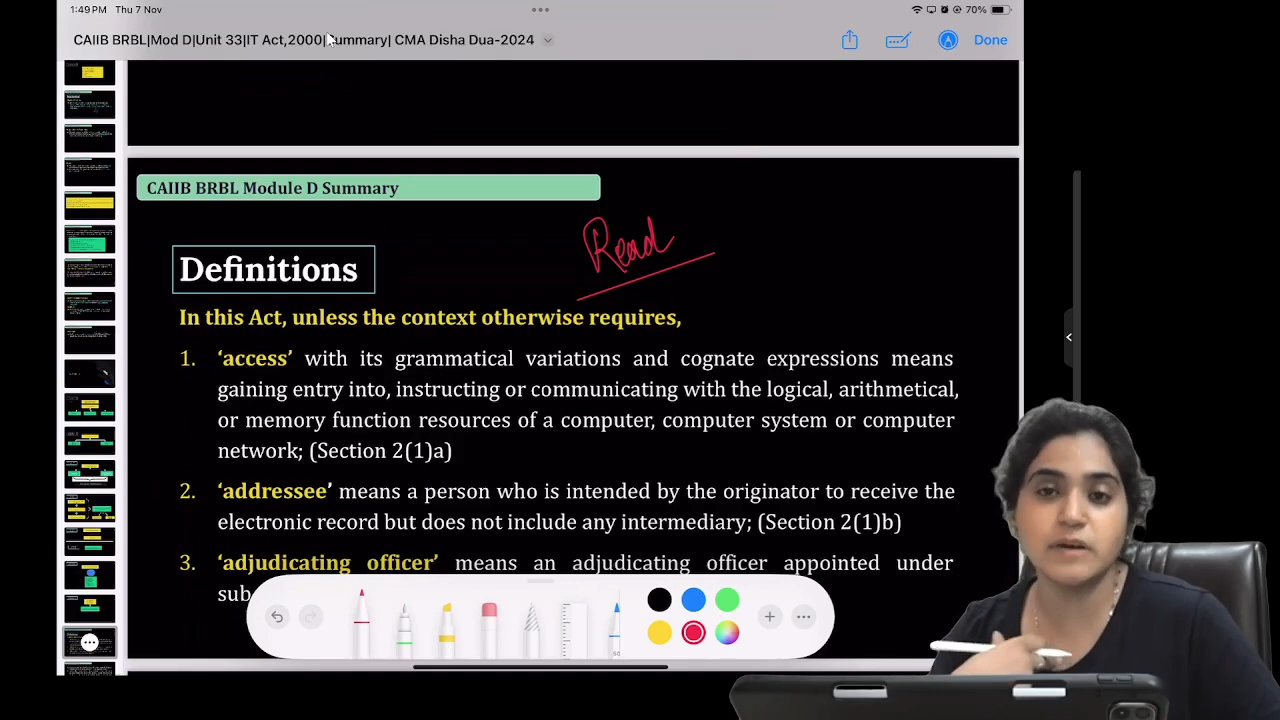 1:49 PM Thu 7 Nov
70%
CAIIB BRBL|Mod D|Unit 33|IT Act,2000|Summary| CMA Disha Dua-2024
Done
CAIIB BRBL Module D Summary
Read
Definitions
In this Act, unless the context otherwise requires,
1. ‘access’ with its grammatical variations and cognate expressions means
gaining entry into, instructing or communicating with the logical, arithmetical,
or memory function resources of a computer, computer system or computer
network; (Section 2(1)a)
2. ‘addressee’ means a person who is intended by the originator to receive the
electronic record but does not include any intermediary; (Section 2(1)b)
3. ‘adjudicating officer’ means an adjudicating officer appointed under
sub